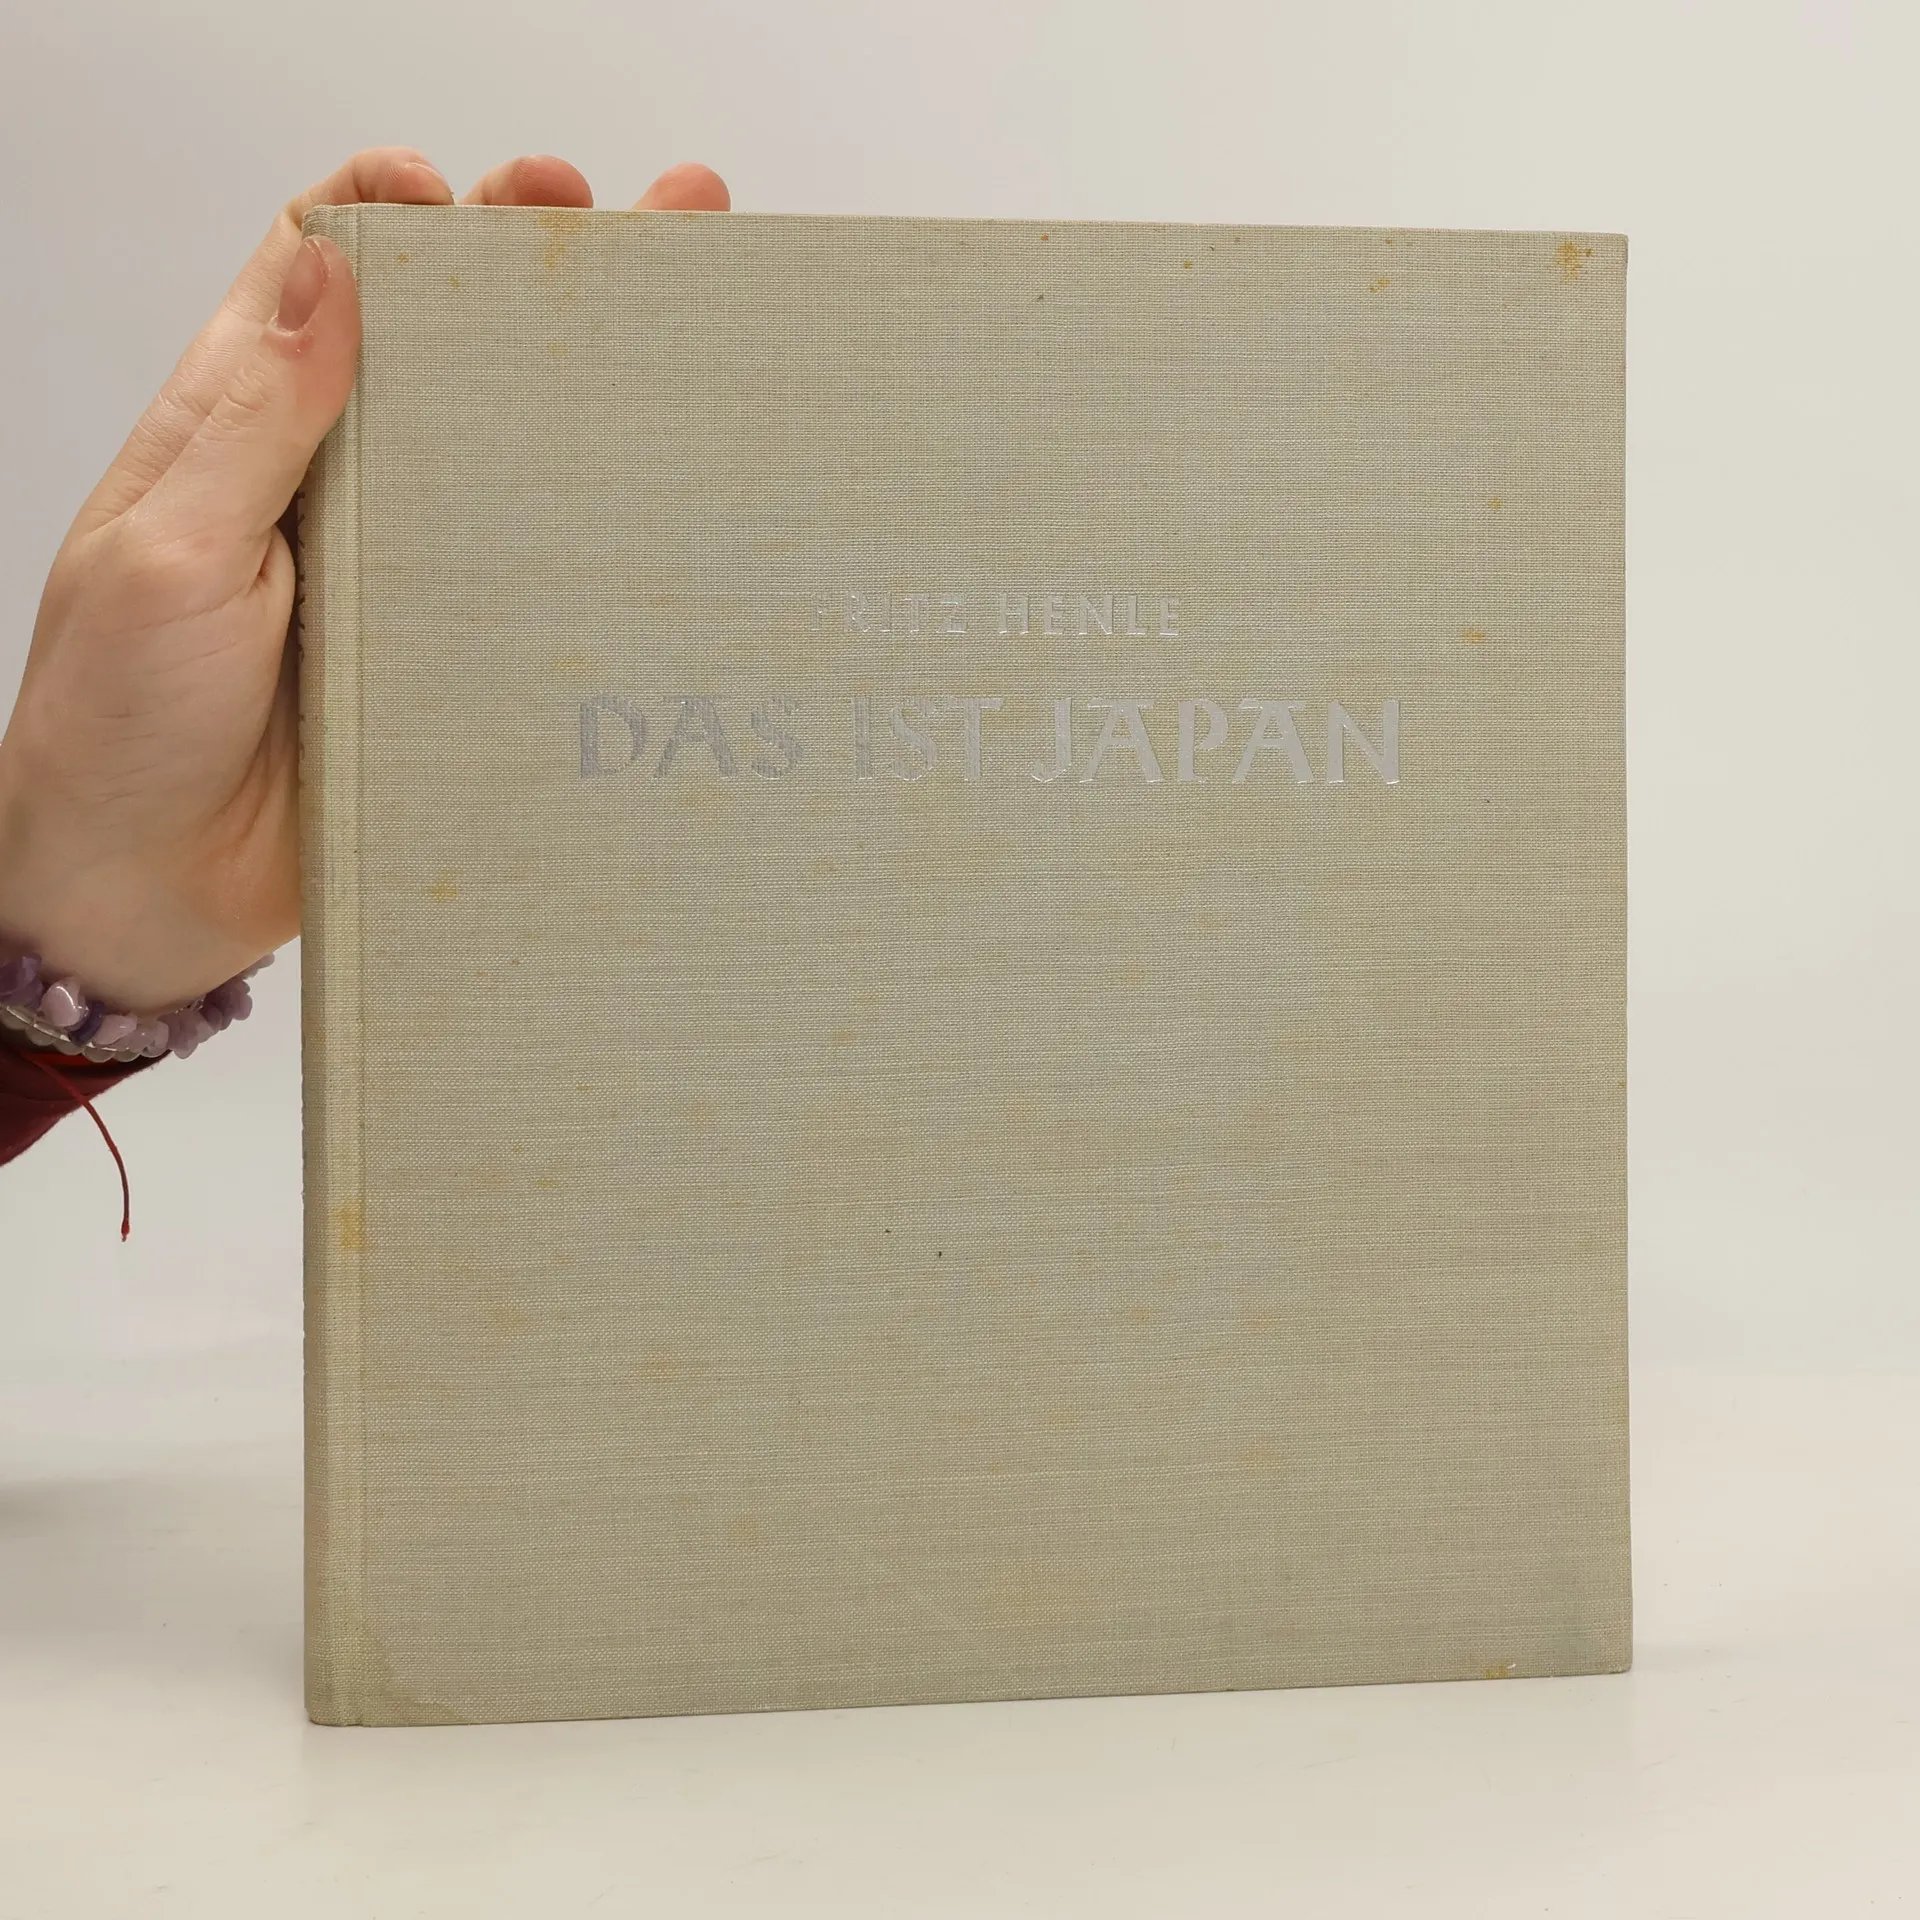 FRITZ HENLE
DAS IST JAPAN